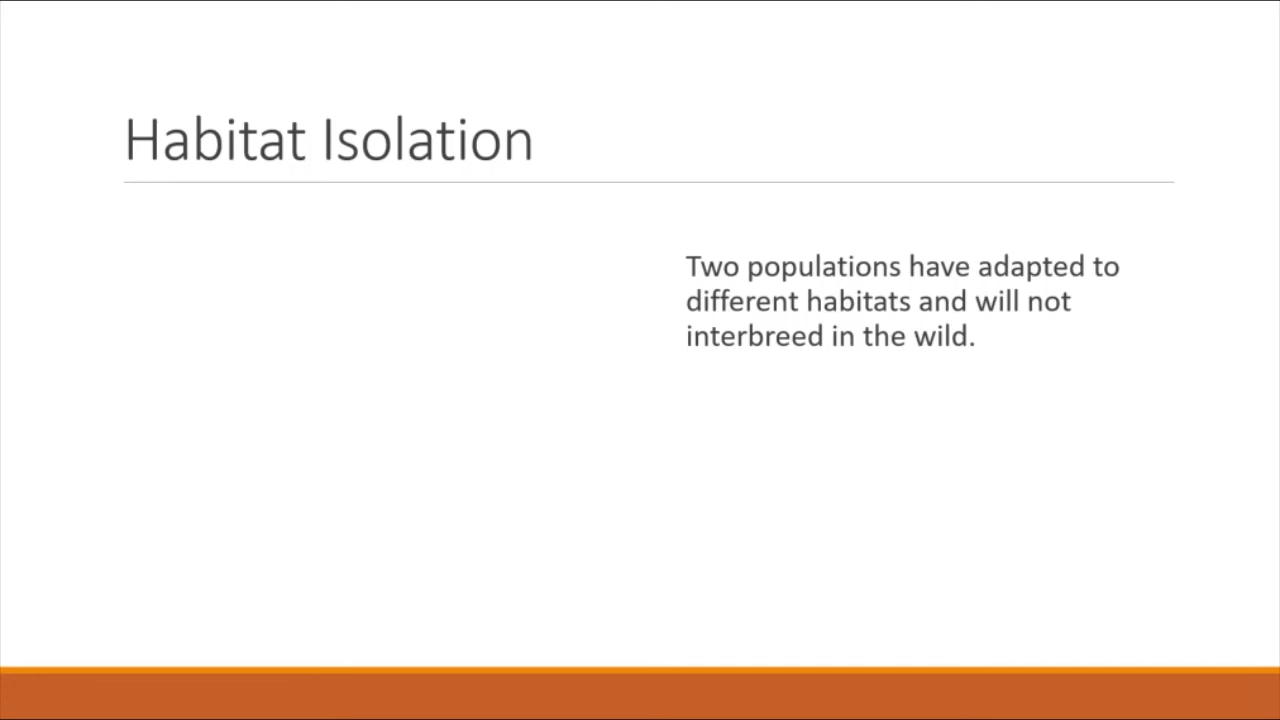 Habitat Isolation
Two populations have adapted to
different habitats and will not
interbreed in the wild.